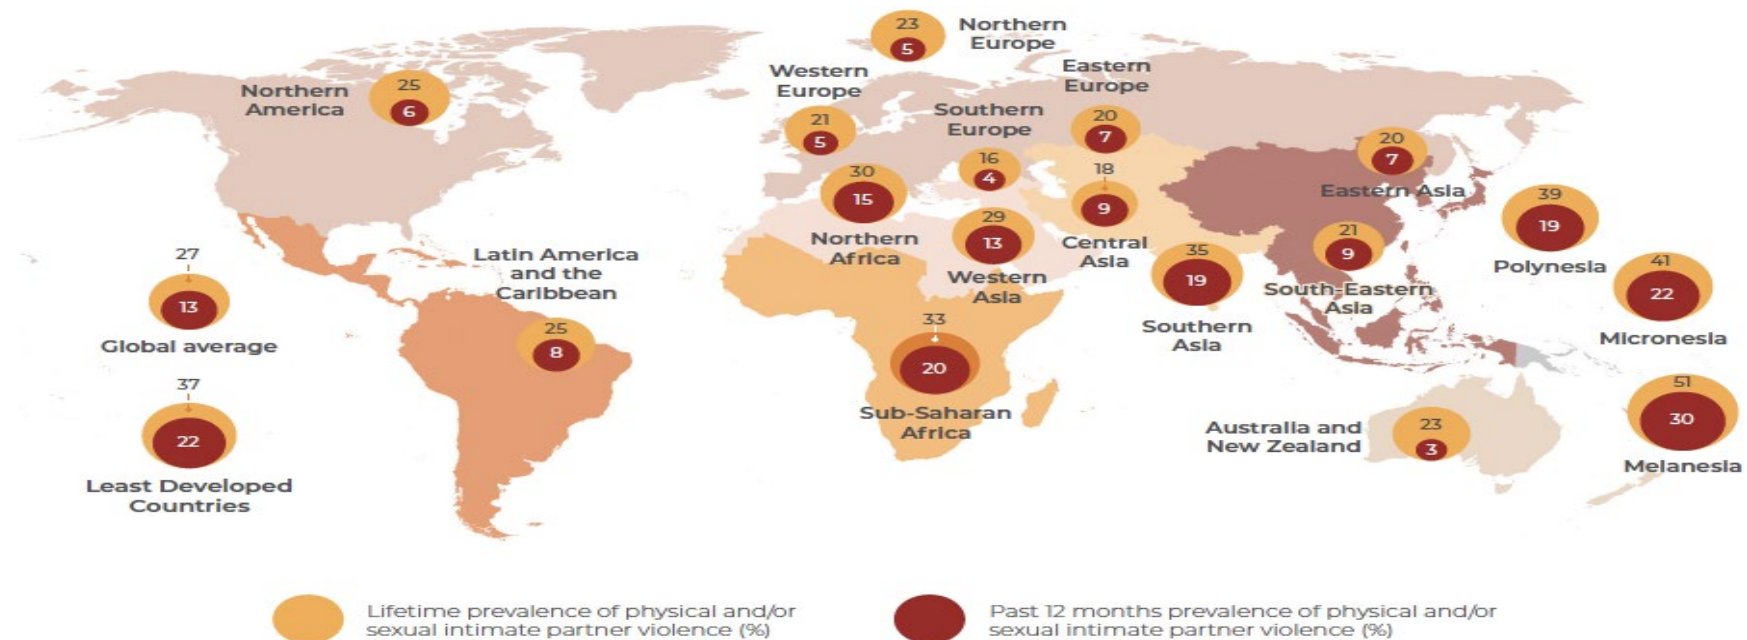 23
Northern
Europe
5
Western
Europe
Eastern
Europe
Northern
America
25
6
Southern
Europe
21
5
20
7
20
7
Eastern Asia
16
4
18
9
Central
Asia
30
15
Northern
Africa
29
13
Western
Asia
39
19
Polynesia
Latin America
and the
Caribbean
25
8
27
13
Global average
35
19
Southern
Asia
21
9
South-Eastern
Asia
41
22
Micronesia
33
20
Sub-Saharan
Africa
37
22
Least Developed
Countries
Australia and
New Zealand
23
3
51
30
Melanesia
Lifetime prevalence of physical and/or
sexual intimate partner violence (%)
Past 12 months prevalence of physical and/or
sexual intimate partner violence (%)